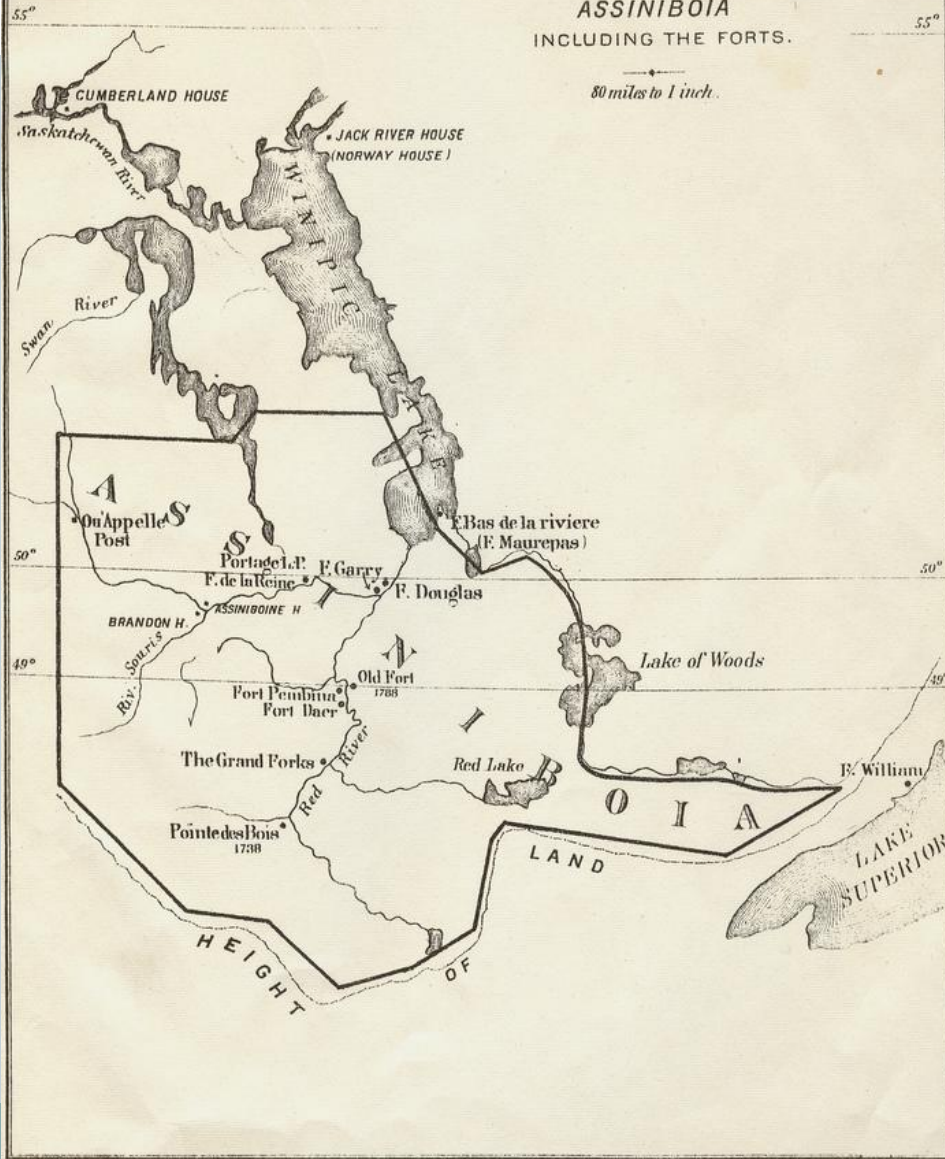 ASSINIBOIA
INCLUDING THE FORTS.
80 miles to 1 inch.
55°
55°
CUMBERLAND HOUSE
Saskatchewan River
JACK RIVER HOUSE
(NORWAY HOUSE)
WINIPIC LAKE
Swan River
ASSINIBOIA
Qu'Appelle
Post
F. Bas de la riviere
(F. Maurepas)
50°
50°
Portage L.P.
F. de la Reine
F. Garry
F. Douglas
ASSINIBOINE H
BRANDON H.
Riv. Souris
49°
49°
Lake of Woods
Old Fort
1788
Fort Pembina
Fort Daer
The Grand Forks
Red River
Red Lake
F. William
Pointe des Bois
1738
LAKE
SUPERIOR
HEIGHT OF LAND